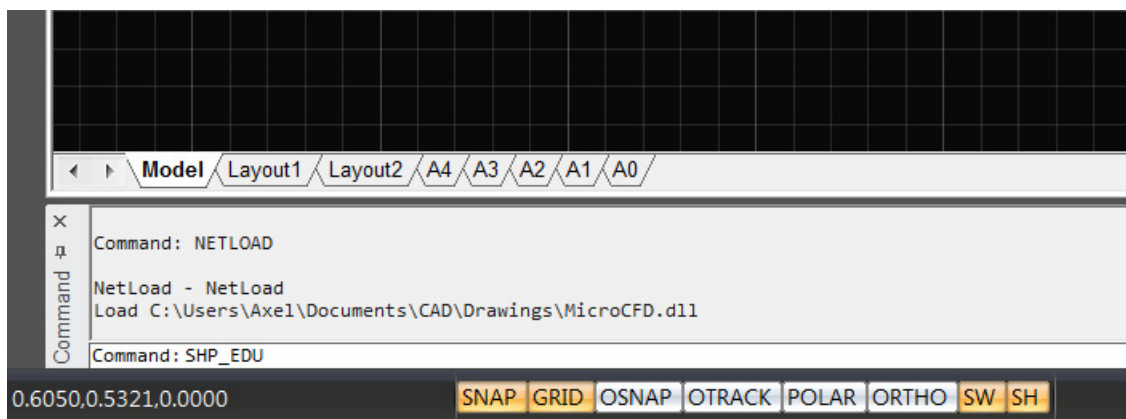 Model Layout1 Layout2 A4 A3 A2 A1 A0
Command
Command: NETLOAD
NetLoad - NetLoad
Load C:\Users\Axel\Documents\CAD\Drawings\MicroCFD.dll
Command: SHP_EDU
0.6050,0.5321,0.0000 SNAP GRID OSNAP OTRACK POLAR ORTHO SW SH